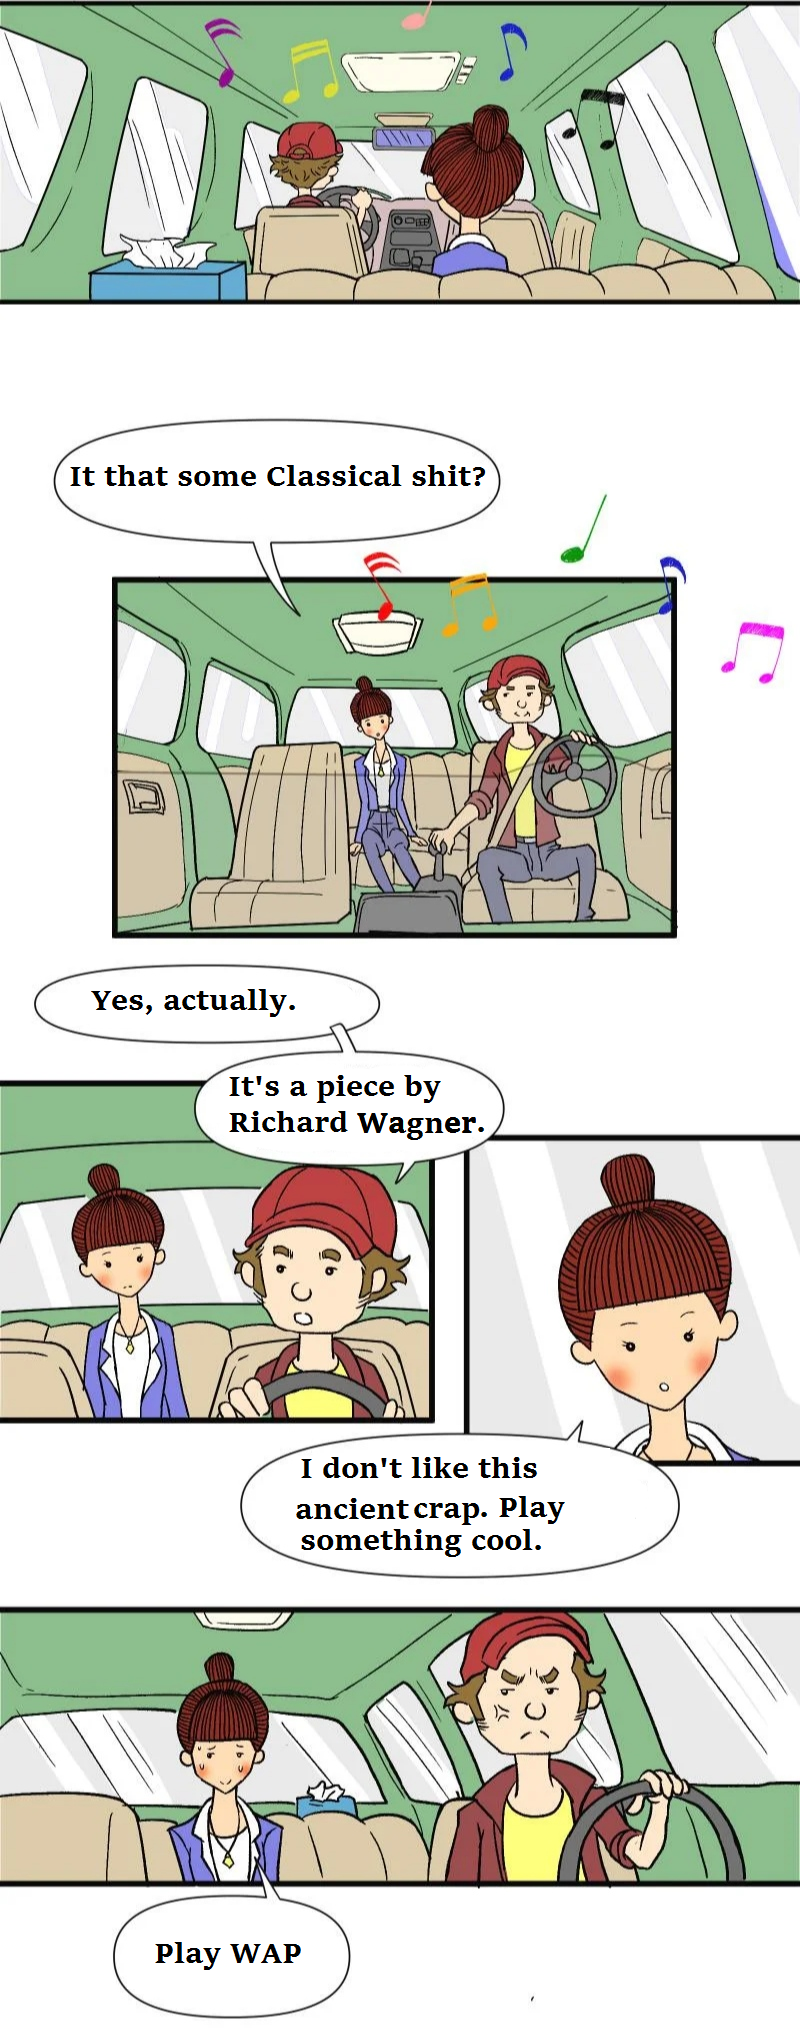 It that some Classical shit?
Yes, actually.
It's a piece by
Richard Wagner.
I don't like this
ancient crap. Play
something cool.
Play WAP